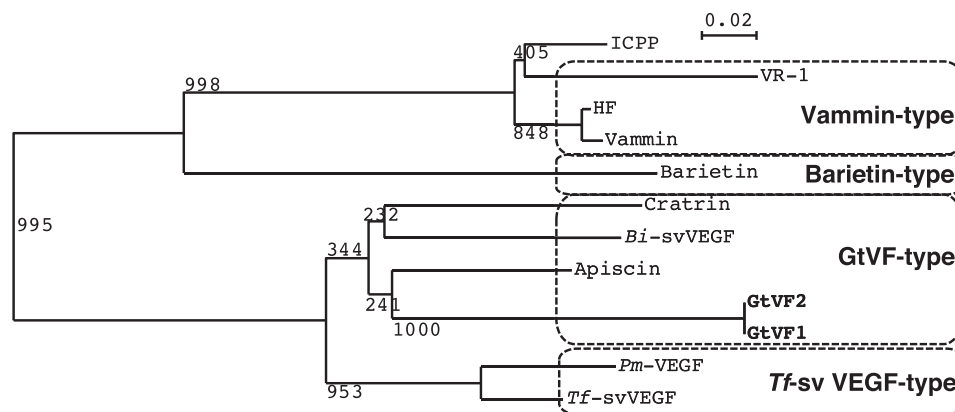 0.02
ICPP
405
VR-1
998
HF
Vammin-type
848
Vammin
Barietin
Barietin-type
Cratrin
232
995
Bi-svVEGF
344
GtVF-type
Apiscin
241
GtVF2
1000
GtVF1
Pm-VEGF
Tf-sv VEGF-type
953
Tf-svVEGF